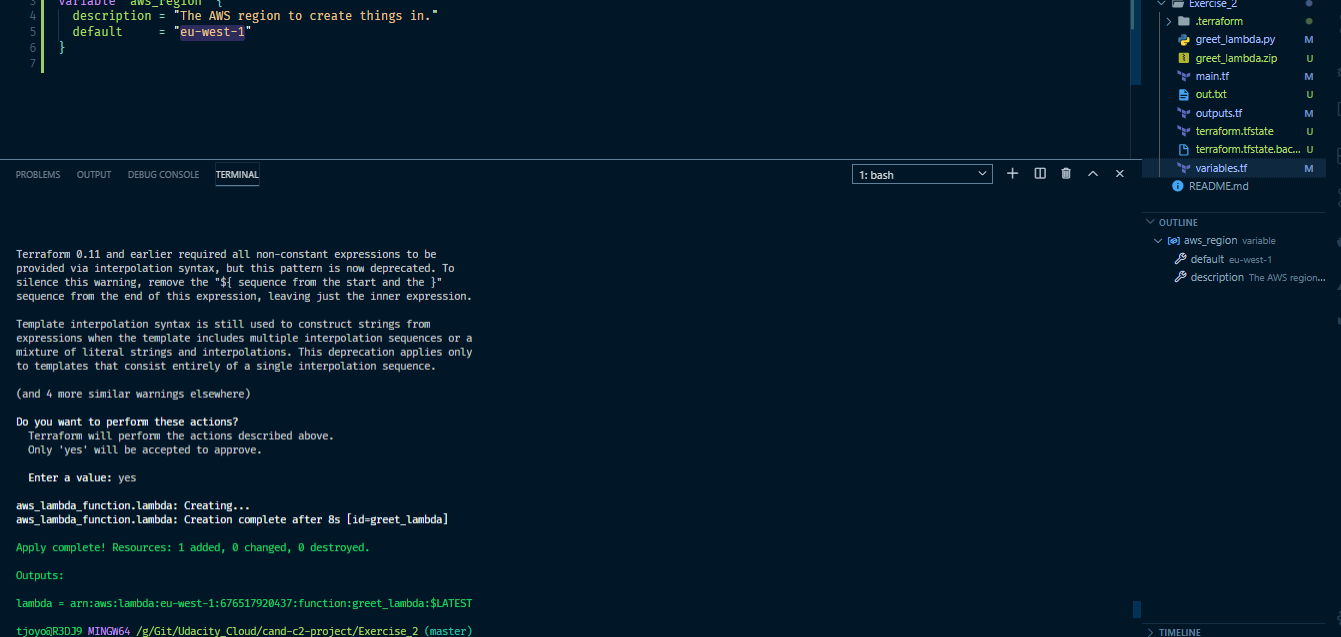 3 variable "aws_region" {
4 description = "The AWS region to create things in."
5 default     = "eu-west-1"
6 }
7
PROBLEMS OUTPUT DEBUG CONSOLE TERMINAL 1: bash
Terraform 0.11 and earlier required all non-constant expressions to be
provided via interpolation syntax, but this pattern is now deprecated. To
silence this warning, remove the "${ sequence from the start and the }"
sequence from the end of this expression, leaving just the inner expression.
Template interpolation syntax is still used to construct strings from
expressions when the template includes multiple interpolation sequences or a
mixture of literal strings and interpolations. This deprecation applies only
to templates that consist entirely of a single interpolation sequence.
(and 4 more similar warnings elsewhere)
Do you want to perform these actions?
Terraform will perform the actions described above.
Only 'yes' will be accepted to approve.
Enter a value: yes
aws_lambda_function.lambda: Creating...
aws_lambda_function.lambda: Creation complete after 8s [id=greet_lambda]
Apply complete! Resources: 1 added, 0 changed, 0 destroyed.
Outputs:
lambda = arn:aws:lambda:eu-west-1:676517920437:function:greet_lambda:$LATEST
tjoyo@R3DJ9 MINGW64 /g/Git/Udacity_Cloud/cand-c2-project/Exercise_2 (master)
Exercise_2
.terraform
greet_lambda.py M
greet_lambda.zip U
main.tf M
out.txt U
outputs.tf M
terraform.tfstate U
terraform.tfstate.bac... U
variables.tf M
README.md
OUTLINE
aws_region variable
default eu-west-1
description The AWS region...
TIMELINE